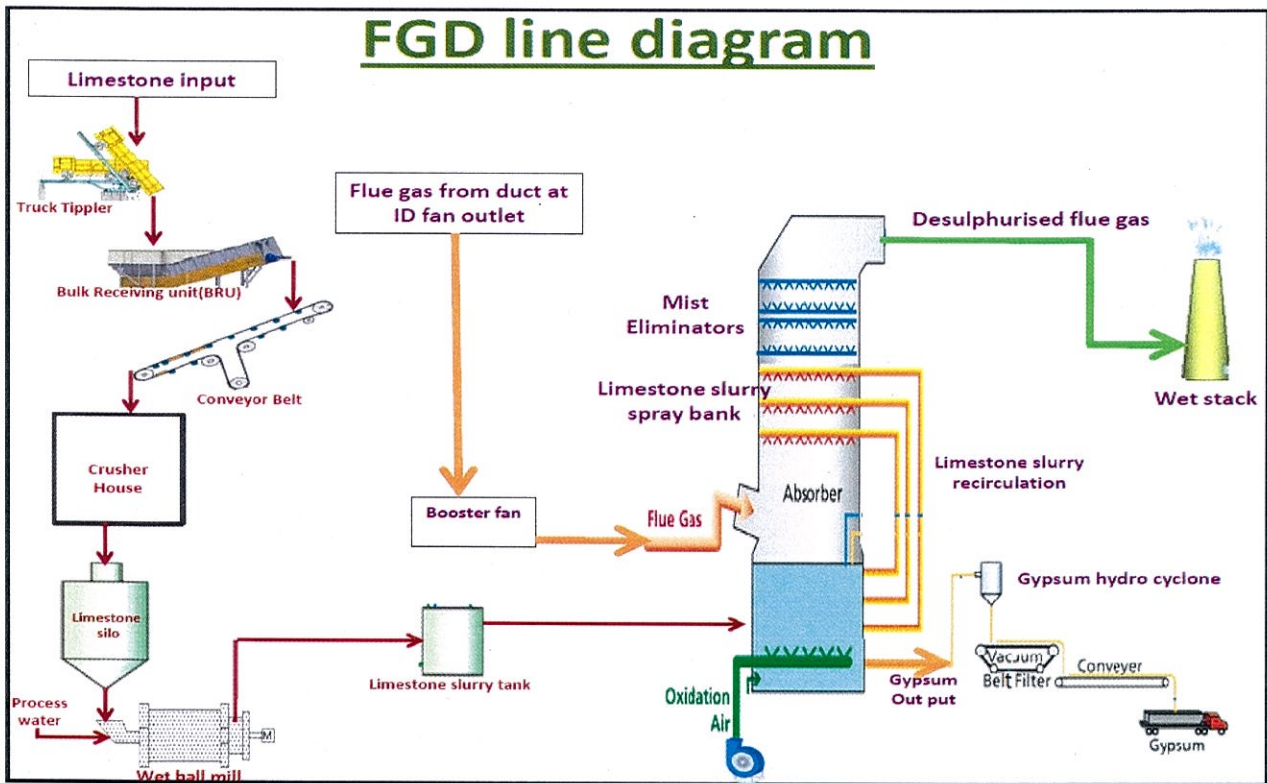 FGD line diagram
Limestone input
Truck Tippler
Bulk Receiving unit(BRU)
Conveyor Belt
Crusher
House
Limestone
silo
Process
water
Wet ball mill
M
Limestone slurry tank
Flue gas from duct at
ID fan outlet
Booster fan
Flue Gas
Mist
Eliminators
Limestone slurry
spray bank
Absorber
Oxidation
Air
Desulphurised flue gas
Wet stack
Limestone slurry
recirculation
Gypsum
Out put
Gypsum hydro cyclone
Vacuum
Belt Filter
Conveyer
Gypsum